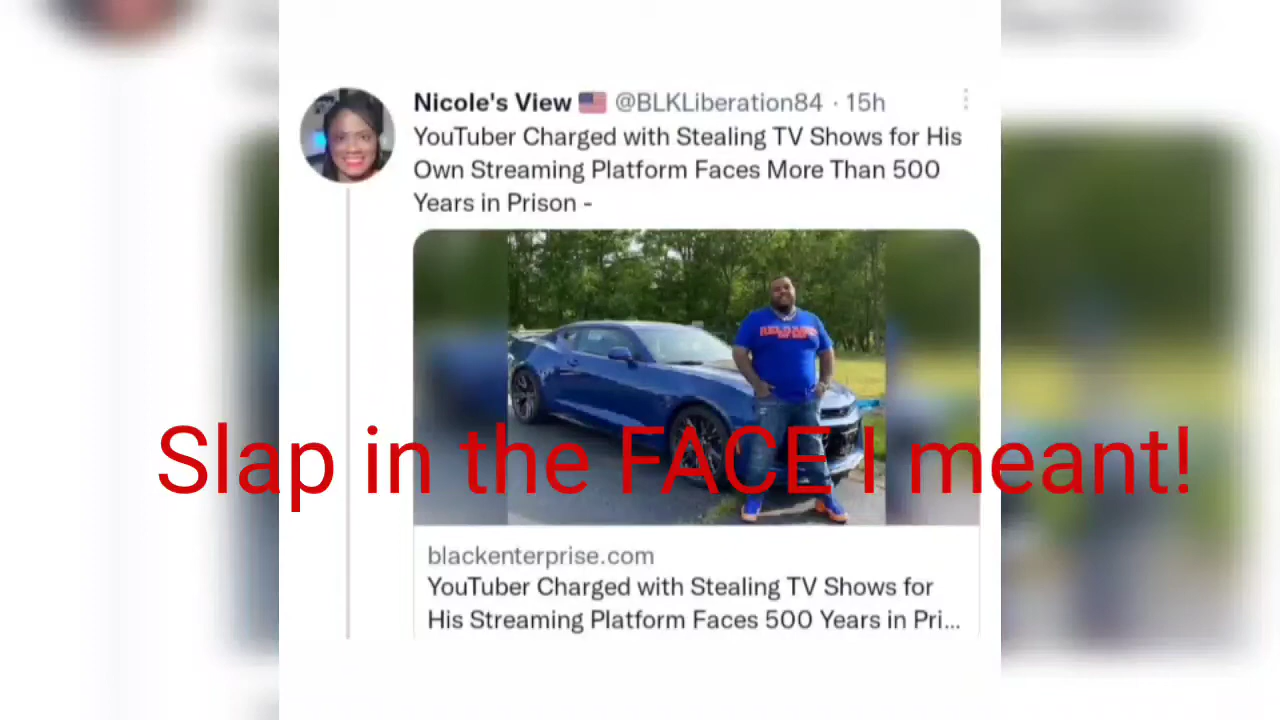 Nicole's View 🇺🇸 @BLKLiberation84 · 15h
YouTuber Charged with Stealing TV Shows for His
Own Streaming Platform Faces More Than 500
Years in Prison -
Slap in the FACE I meant!
blackenterprise.com
YouTuber Charged with Stealing TV Shows for
His Streaming Platform Faces 500 Years in Pri...